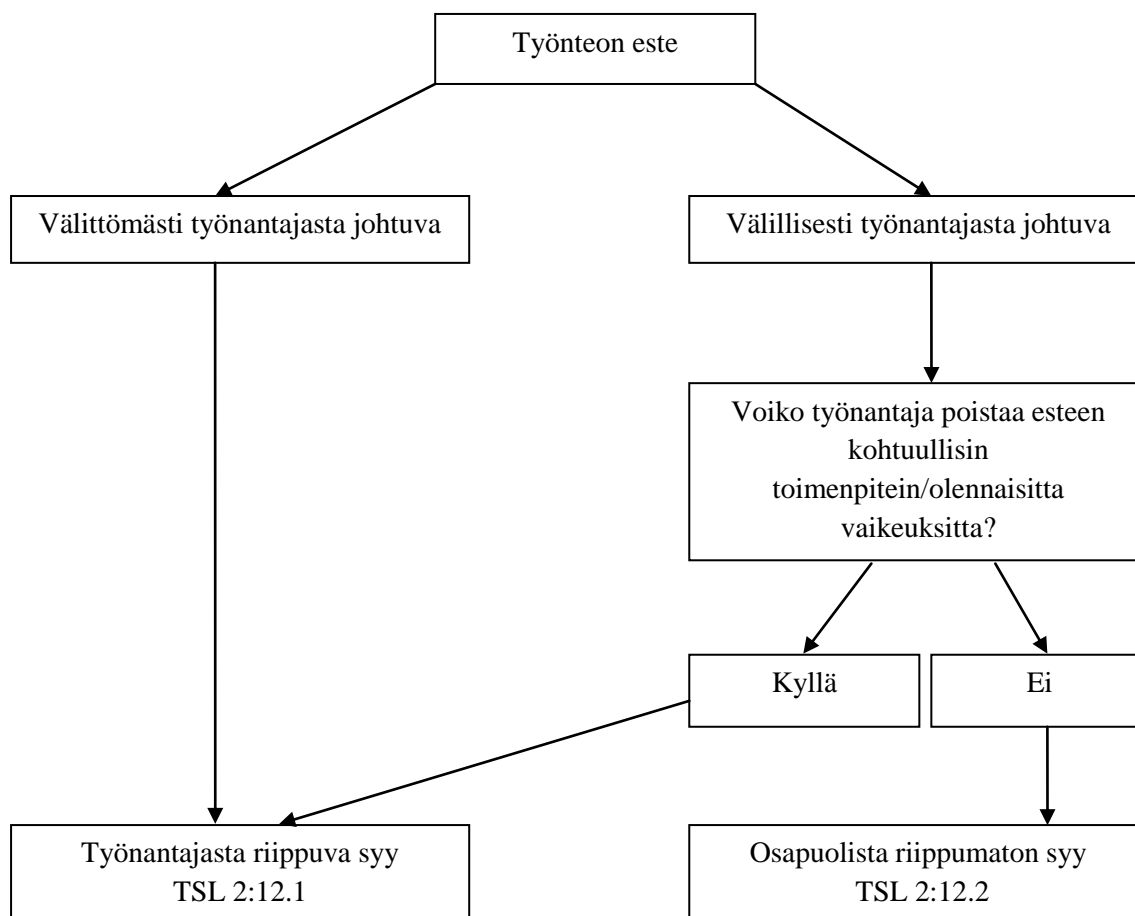 Työnteon este
Välittömästi työnantajasta johtuva
Välillisesti työnantajasta johtuva
Voiko työnantaja poistaa esteen
kohtuullisin
toimenpitein/olennaisitta
vaikeuksitta?
Kyllä
Ei
Työnantajasta riippuva syy
TSL 2:12.1
Osapuolista riippumaton syy
TSL 2:12.2